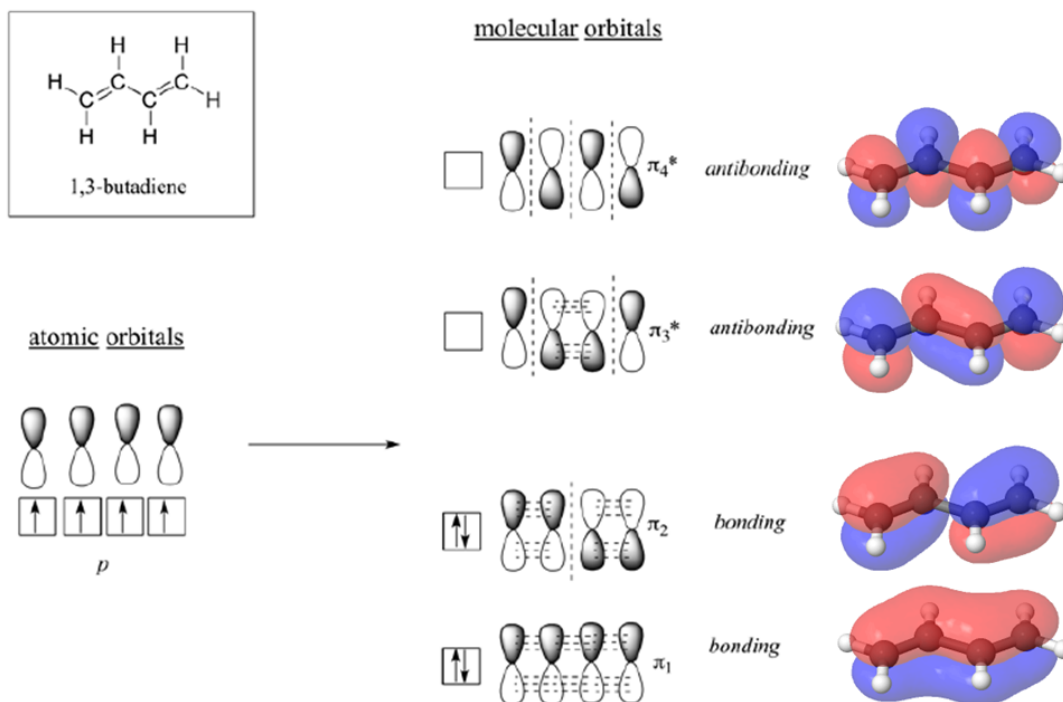 molecular orbitals
H H
H C C
C C H
H H
1,3-butadiene
π4* antibonding
π3* antibonding
atomic orbitals
p
π2 bonding
π1 bonding